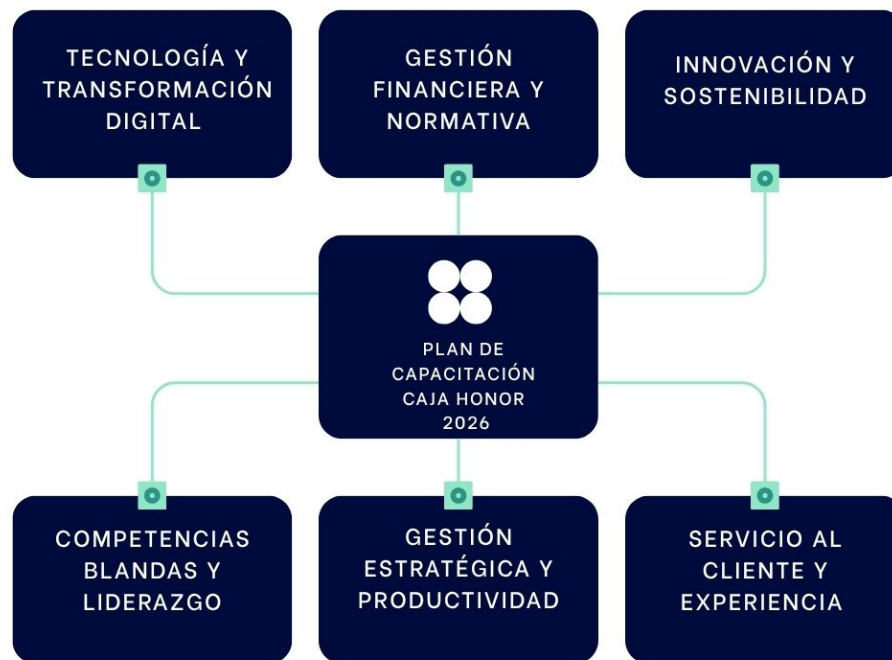 TECNOLOGÍA Y
TRANSFORMACIÓN
DIGITAL
GESTIÓN
FINANCIERA Y
NORMATIVA
INNOVACIÓN Y
SOSTENIBILIDAD
PLAN DE
CAPACITACIÓN
CAJA HONOR
2026
COMPETENCIAS
BLANDAS Y
LIDERAZGO
GESTIÓN
ESTRATÉGICA Y
PRODUCTIVIDAD
SERVICIO AL
CLIENTE Y
EXPERIENCIA